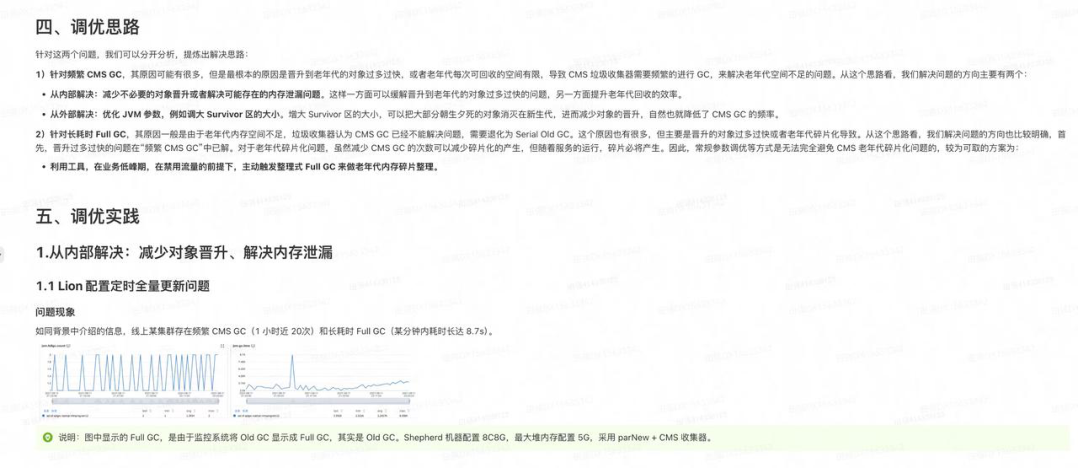 四、调优思路
针对这两个问题，我们可以分开分析，提炼出解决思路：
1）针对频繁 CMS GC，其原因可能有很多，但是最根本的原因是晋升到老年代的对象过多过快，或者老年代每次可回收的空间有限，导致 CMS 垃圾收集器需要频繁的进行 GC，来解决老年代空间不足的问题。从这个思路看，我们解决问题的方向主要有两个：
• 从内部解决：减少不必要的对象晋升或者解决可能存在的内存泄漏问题。这样一方面可以缓解晋升到老年代的对象过多过快的问题，另一方面提升老年代回收的效率。
• 从外部解决：优化 JVM 参数，例如调大 Survivor 区的大小。增大 Survivor 区的大小，可以把大部分朝生夕死的对象消灭在新生代，进而减少对象的晋升，自然也就降低了 CMS GC 的频率。
2）针对长耗时 Full GC，其原因一般是由于老年代内存空间不足，垃圾收集器认为 CMS GC 已经不能解决问题，需要退化为 Serial Old GC。这个原因也有很多，但主要是晋升的对象过多过快或者老年代碎片化导致。从这个思路看，我们解决问题的方向也比较明确，首
先，晋升过多过快的问题在“频繁 CMS GC”中已解。对于老年代碎片化问题，虽然减少 CMS GC 的次数可以减少碎片化的产生，但随着服务的运行，碎片必将产生。因此，常规参数调优等方式是无法完全避免 CMS 老年代碎片化问题的，较为可取的方案为：
• 利用工具，在业务低峰期，在禁用流量的前提下，主动触发整理式 Full GC 来做老年代内存碎片整理。
五、调优实践
1.从内部解决：减少对象晋升、解决内存泄漏
1.1 Lion 配置定时全量更新问题
问题现象
如同背景中介绍的信息，线上某集群存在频繁 CMS GC（1 小时近 20次）和长耗时 Full GC（某分钟内耗时长达 8.7s）。
说明：图中显示的 Full GC，是由于监控系统将 Old GC 显示成 Full GC，其实是 Old GC。Shepherd 机器配置 8C8G，最大堆内存配置 5G，采用 parNew + CMS 收集器。